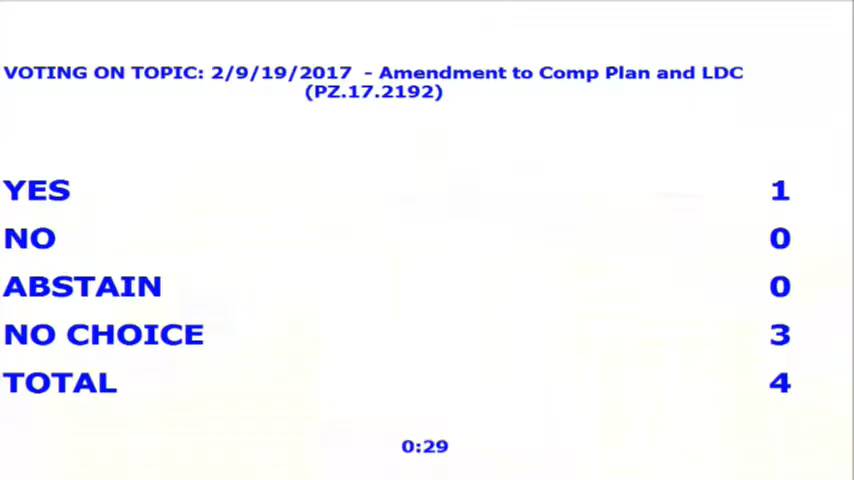 VOTING ON TOPIC: 2/9/19/2017 - Amendment to Comp Plan and LDC
(PZ.17.2192)
YES 1
NO 0
ABSTAIN 0
NO CHOICE 3
TOTAL 4
0:29